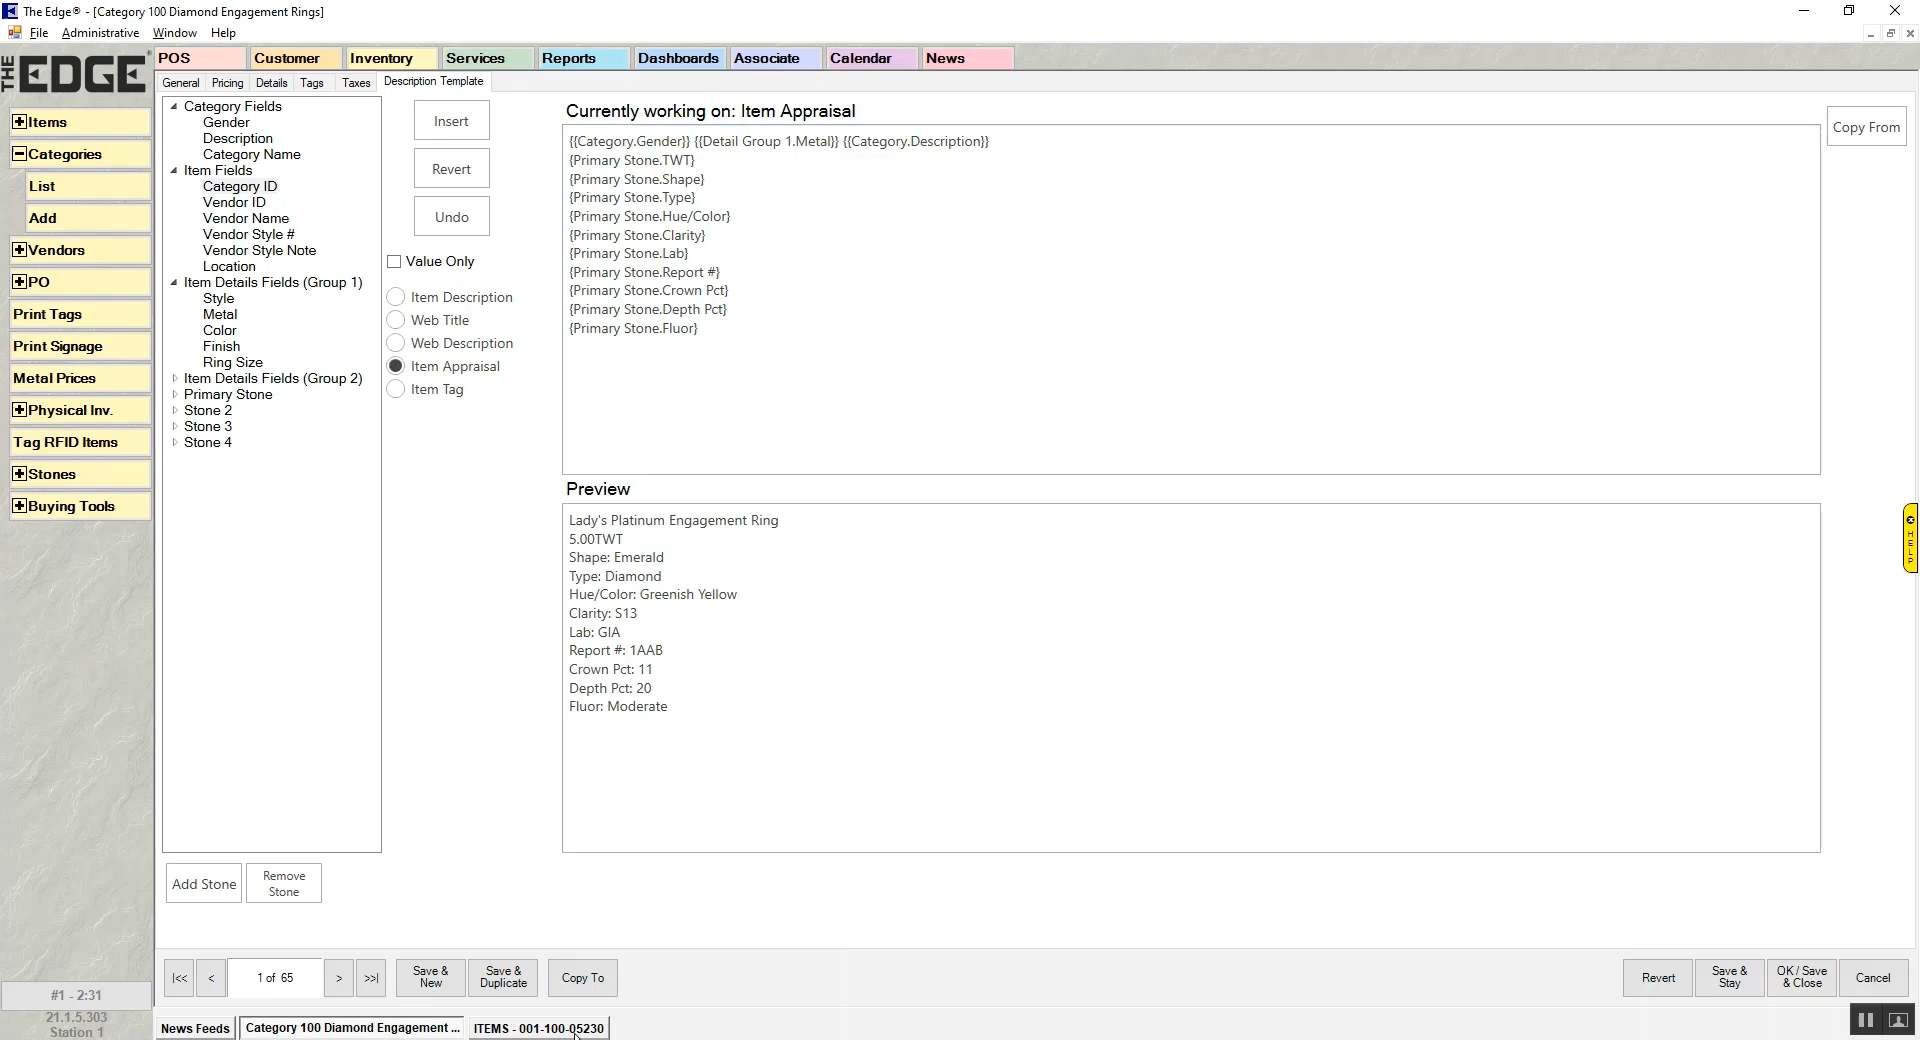 The Edge® - [Category 100 Diamond Engagement Rings]
File Administrative Window Help
THE EDGE®
POS Customer Inventory Services Reports Dashboards Associate Calendar News
General Pricing Details Tags Taxes Description Template
Items
Categories
List
Add
Vendors
PO
Print Tags
Print Signage
Metal Prices
Physical Inv.
Tag RFID Items
Stones
Buying Tools
#1 - 2:31
21.1.5.303
Station 1
Category Fields
Gender
Description
Category Name
Item Fields
Category ID
Vendor ID
Vendor Name
Vendor Style #
Vendor Style Note
Location
Item Details Fields (Group 1)
Style
Metal
Color
Finish
Ring Size
Item Details Fields (Group 2)
Primary Stone
Stone 2
Stone 3
Stone 4
Add Stone
Remove
Stone
Insert
Revert
Undo
Value Only
Item Description
Web Title
Web Description
Item Appraisal
Item Tag
Currently working on: Item Appraisal
{{Category.Gender}} {{Detail Group 1.Metal}} {{Category.Description}}
{Primary Stone.TWT}
{Primary Stone.Shape}
{Primary Stone.Type}
{Primary Stone.Hue/Color}
{Primary Stone.Clarity}
{Primary Stone.Lab}
{Primary Stone.Report #}
{Primary Stone.Crown Pct}
{Primary Stone.Depth Pct}
{Primary Stone.Fluor}
Copy From
Preview
Lady's Platinum Engagement Ring
5.00TWT
Shape: Emerald
Type: Diamond
Hue/Color: Greenish Yellow
Clarity: S13
Lab: GIA
Report #: 1AAB
Crown Pct: 11
Depth Pct: 20
Fluor: Moderate
HELP
|<< < 1 of 65 > >>|
Save &
New
Save &
Duplicate
Copy To
Revert
Save &
Stay
OK / Save
& Close
Cancel
News Feeds Category 100 Diamond Engagement ... ITEMS - 001-100-05230